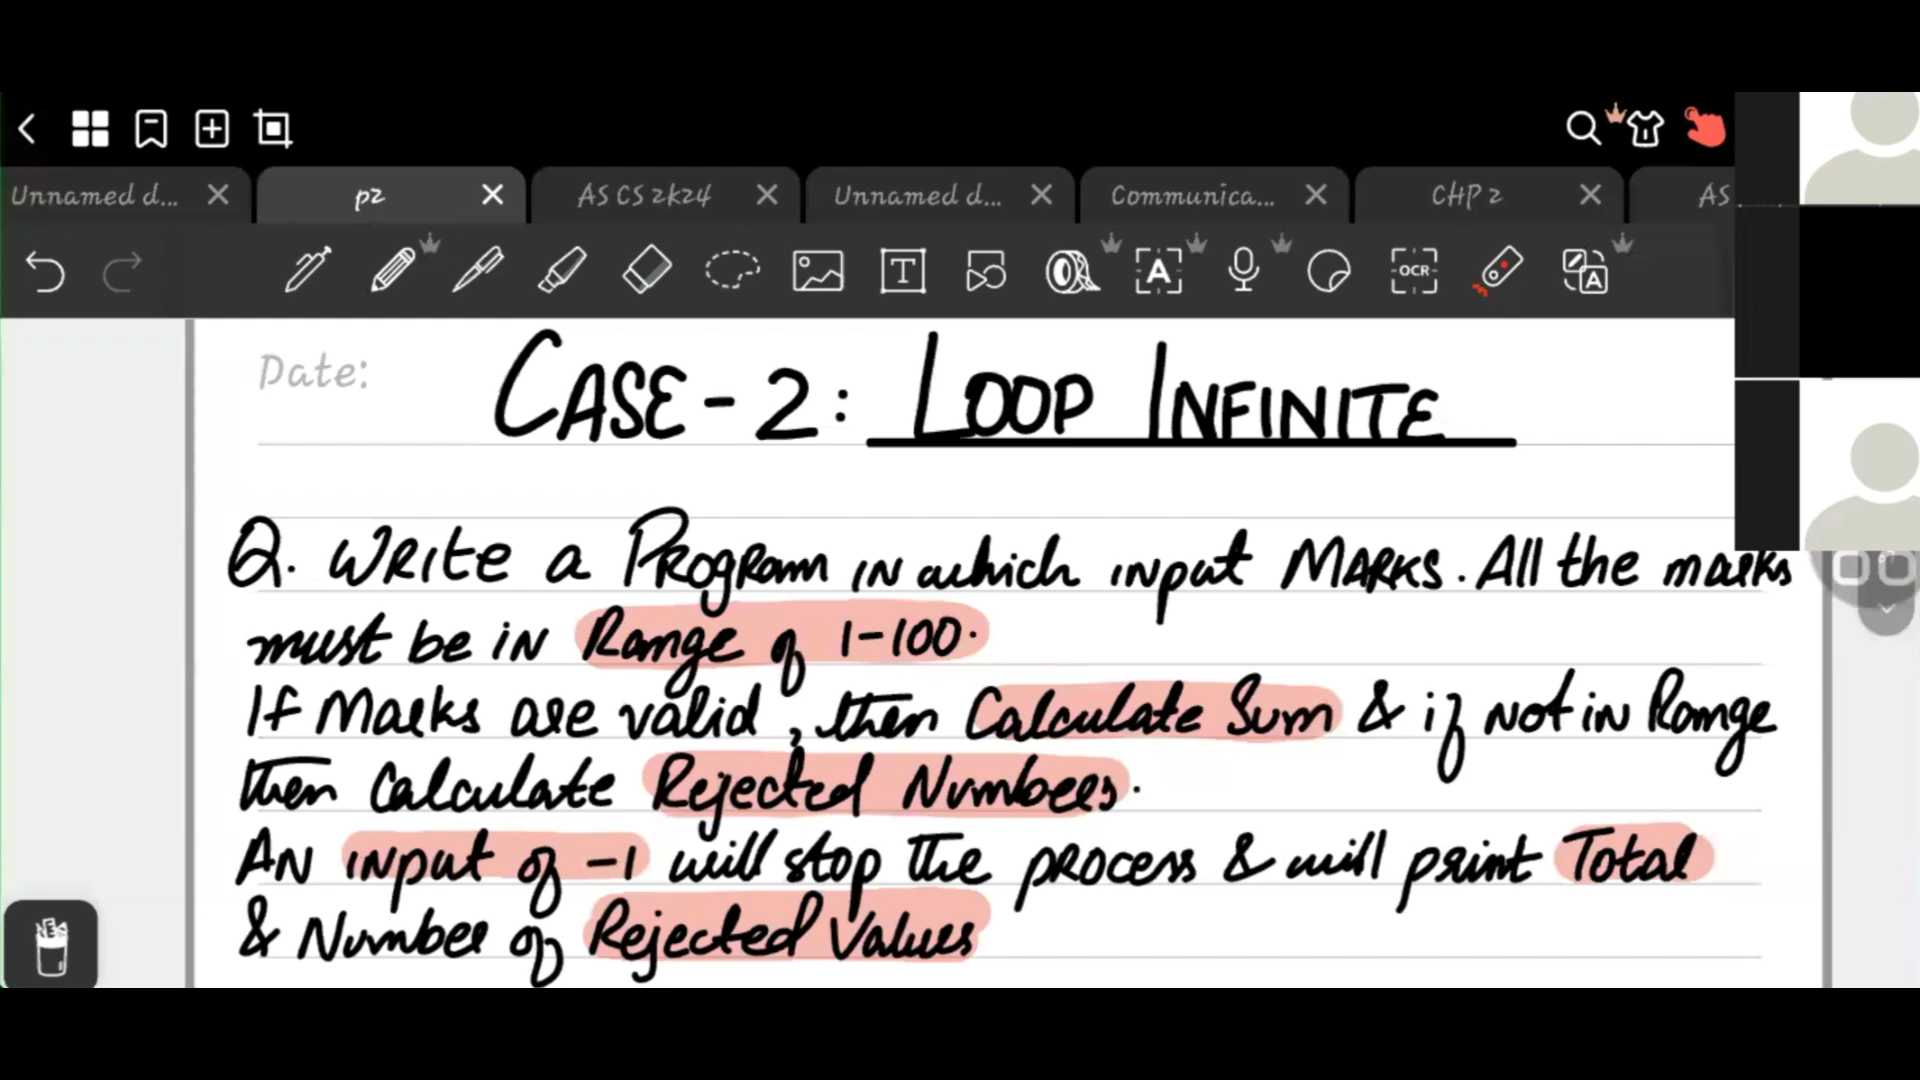 Unnamed d...
p2
AS CS 2k24
Unnamed d...
Communica...
CHP 2
AS
T
A
OCR
A
Date:
CASE-2: LOOP INFINITE
Q. WRITE a PROGRAM IN which INPUT MARKS. All the marks
must be in Range of 1-100.
If Marks are valid, then Calculate Sum & if not in Range
then Calculate Rejected Numbers.
AN input of -1 will stop the process & will print Total
& Number of Rejected Values